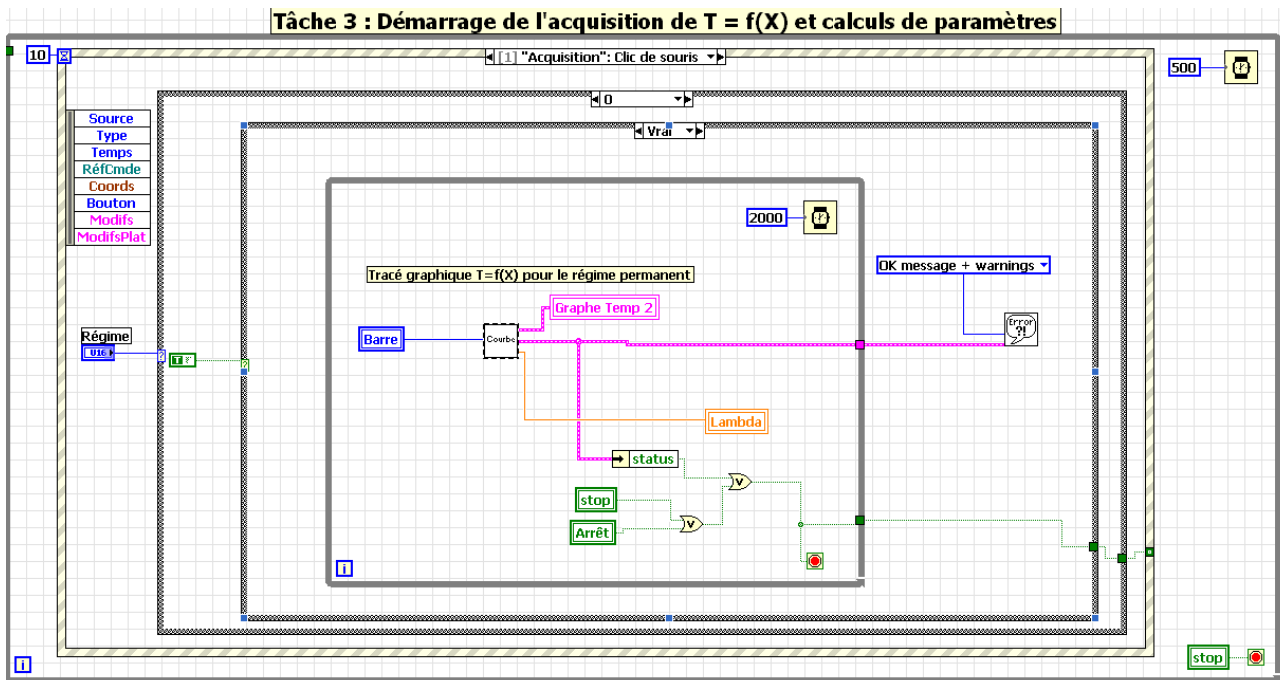 Tâche 3 : Démarrage de l'acquisition de T = f(X) et calculs de paramètres
10
[1] "Acquisition": Clic de souris
500
0
Source
Type
Temps
RéfCmde
Coords
Bouton
Modifs
ModifsPlat
Vrai
2000
Tracé graphique T=f(X) pour le régime permanent
OK message + warnings
Graphe Temp 2
Error
?!
Régime
U16
Barre
Courbe
T
Lambda
status
V
stop
V
Arrêt
i
i
stop